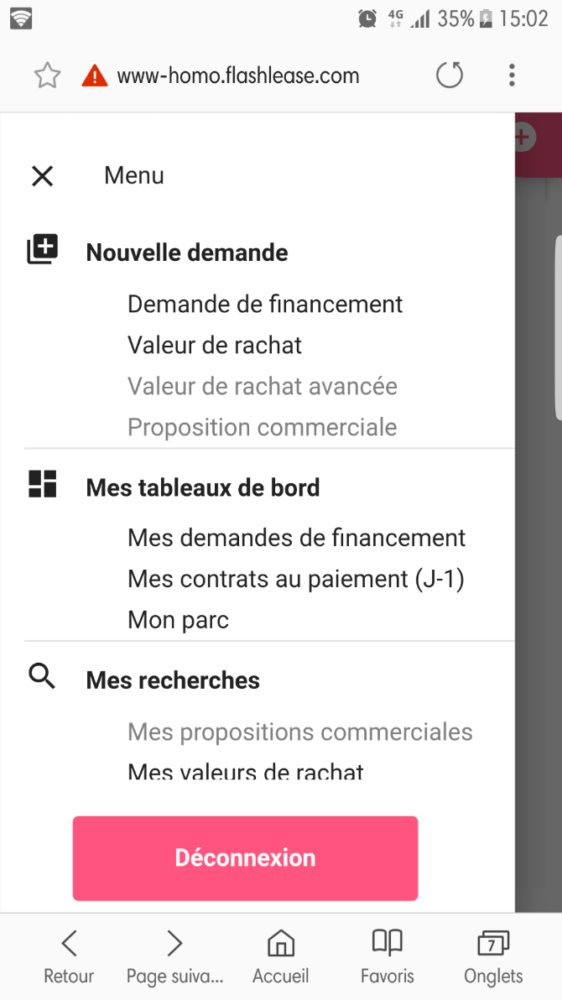 4G 35% 15:02
www-homo.flashlease.com
Menu
Nouvelle demande
Demande de financement
Valeur de rachat
Valeur de rachat avancée
Proposition commerciale
Mes tableaux de bord
Mes demandes de financement
Mes contrats au paiement (J-1)
Mon parc
Mes recherches
Mes propositions commerciales
Mes valeurs de rachat
Déconnexion
7
Retour Page suiva... Accueil Favoris Onglets